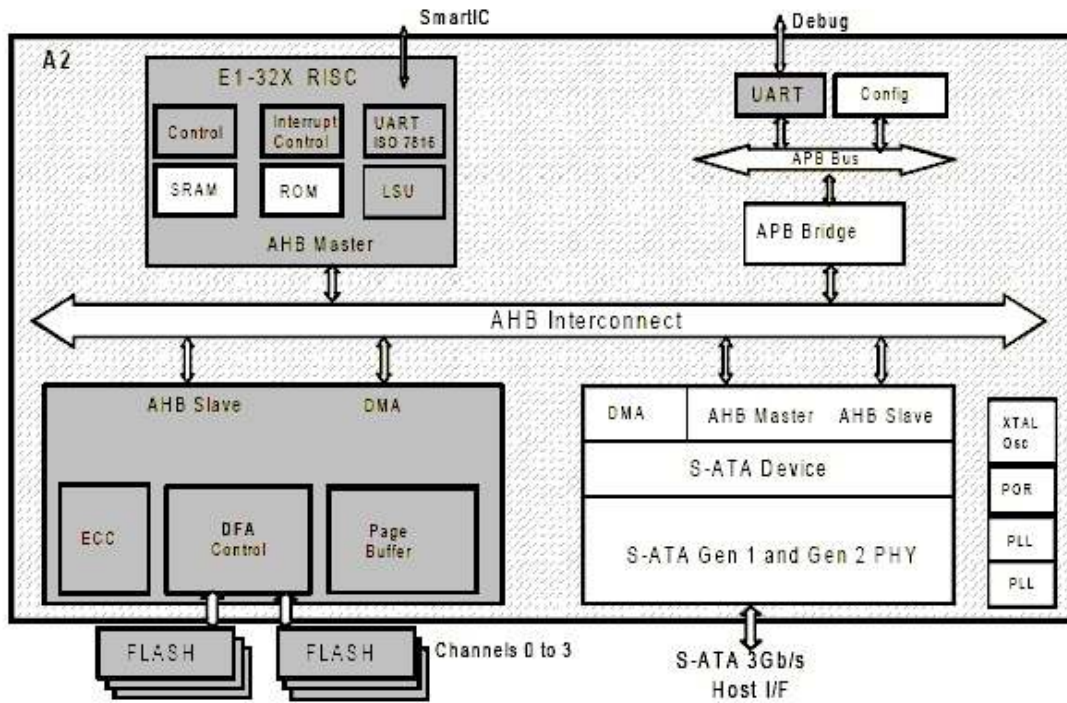 SmartIC
Debug
A2
E1-32X RISC
Control
Interrupt
Control
UART
ISO 7816
SRAM
ROM
LSU
AHB Master
UART
Config
APB Bus
APB Bridge
AHB Interconnect
AHB Slave
DMA
ECC
DFA
Control
Page
Buffer
DMA
AHB Master
AHB Slave
S-ATA Device
S-ATA Gen 1 and Gen 2 PHY
XTAL
Osc
POR
PLL
PLL
FLASH
FLASH
Channels 0 to 3
S-ATA 3Gb/s
Host I/F